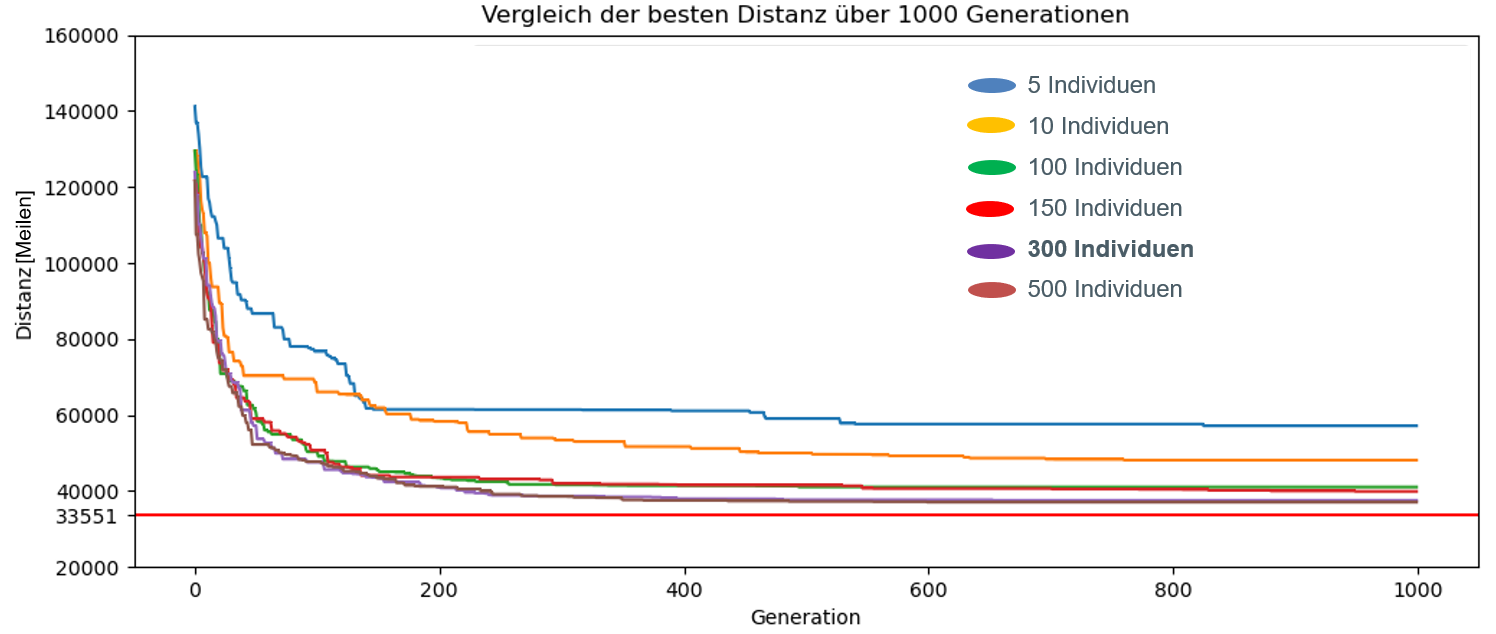 Vergleich der besten Distanz über 1000 Generationen
160000
140000
120000
100000
80000
60000
40000
33551
20000
Distanz [Meilen]
5 Individuen
10 Individuen
100 Individuen
150 Individuen
300 Individuen
500 Individuen
0 200 400 600 800 1000
Generation